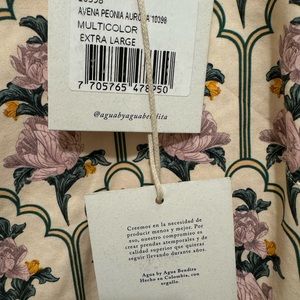 10398
AVENA PEONIA AURORA 10398
MULTICOLOR
EXTRA LARGE
7 705765 478950
@aguabyaguabendita
Creemos en la necesidad de
producir menos y mejor. Por
eso, nuestro compromiso es
crear prendas atemporales y de
calidad superior que quieras
seguir llevando durante años.
Agua by Agua Bendita
Hecho en Colombia, con
orgullo.